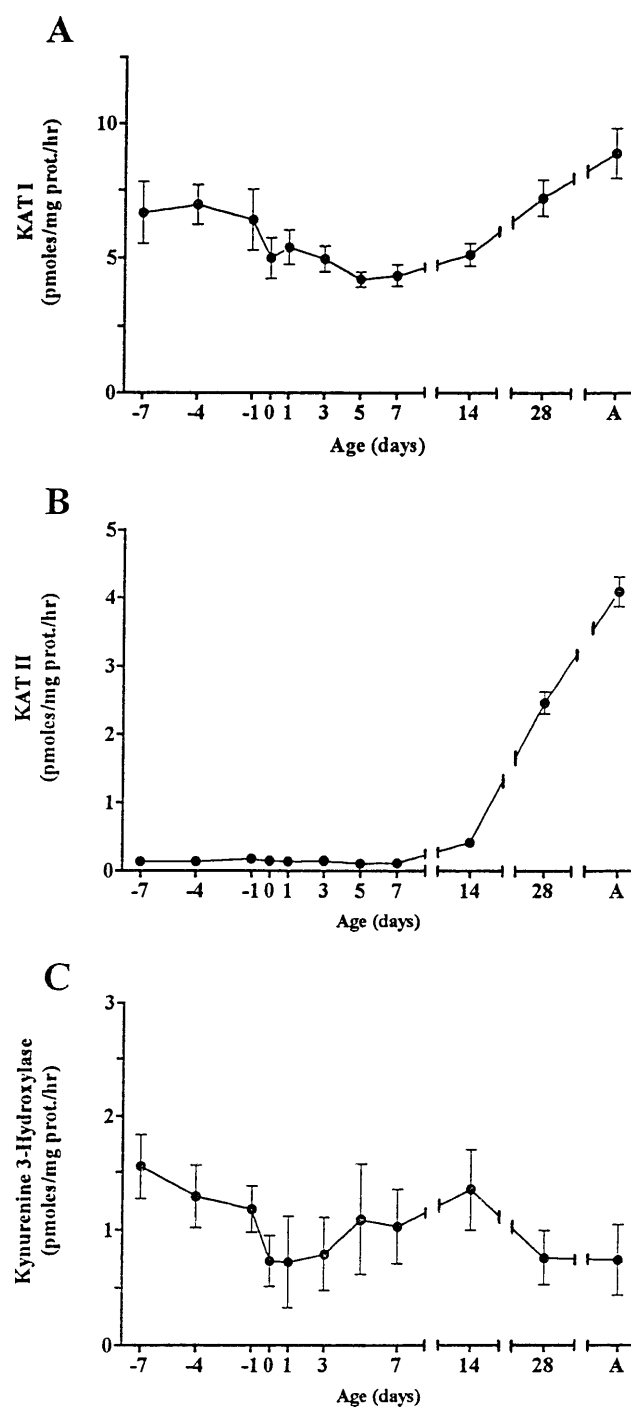 A
KAT I
(pmoles/mg prot./hr)
10
5
0
-7 -4 -1 0 1 3 5 7 14 28 A
Age (days)
B
KAT II
(pmoles/mg prot./hr)
5
4
3
2
1
0
-7 -4 -1 0 1 3 5 7 14 28 A
Age (days)
C
Kynurenine 3-Hydroxylase
(pmoles/mg prot./hr)
3
2
1
0
-7 -4 -1 0 1 3 7 14 28 A
Age (days)